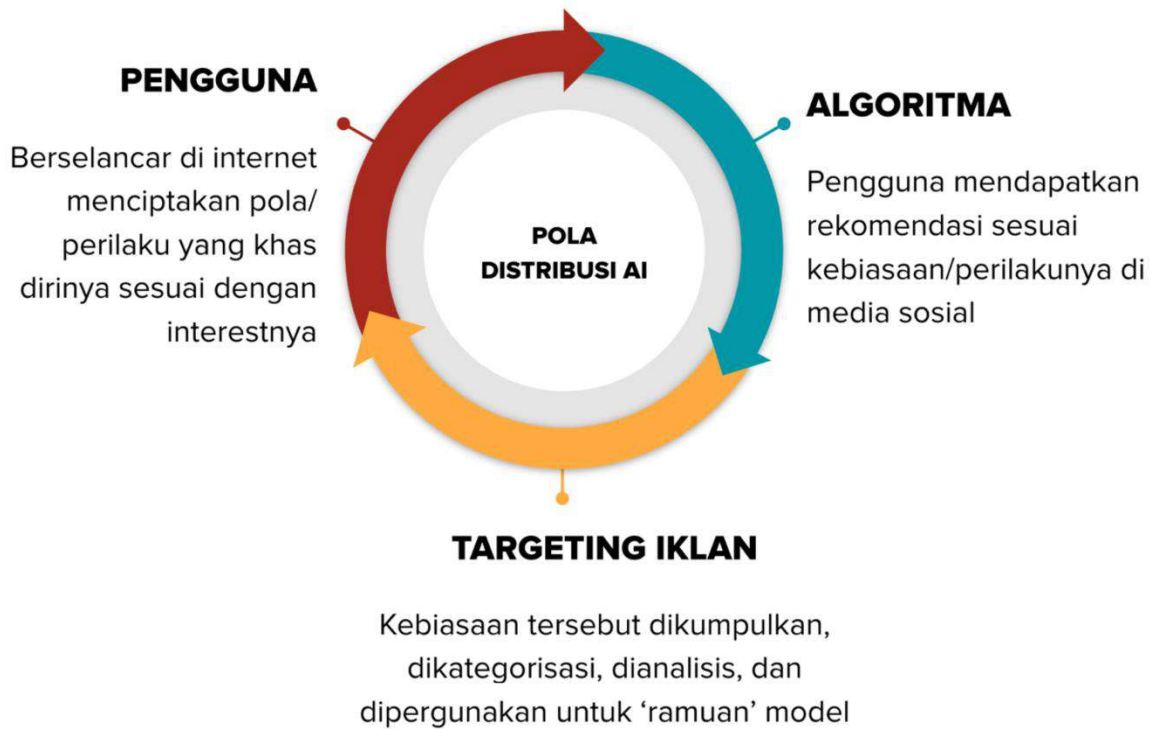 PENGGUNA
Berselancar di internet
menciptakan pola/
perilaku yang khas
dirinya sesuai dengan
interestnya
POLA
DISTRIBUSI AI
ALGORITMA
Pengguna mendapatkan
rekomendasi sesuai
kebiasaan/perilakunya di
media sosial
TARGETING IKLAN
Kebiasaan tersebut dikumpulkan,
dikategorisasi, dianalisis, dan
dipergunakan untuk ‘ramuan’ model